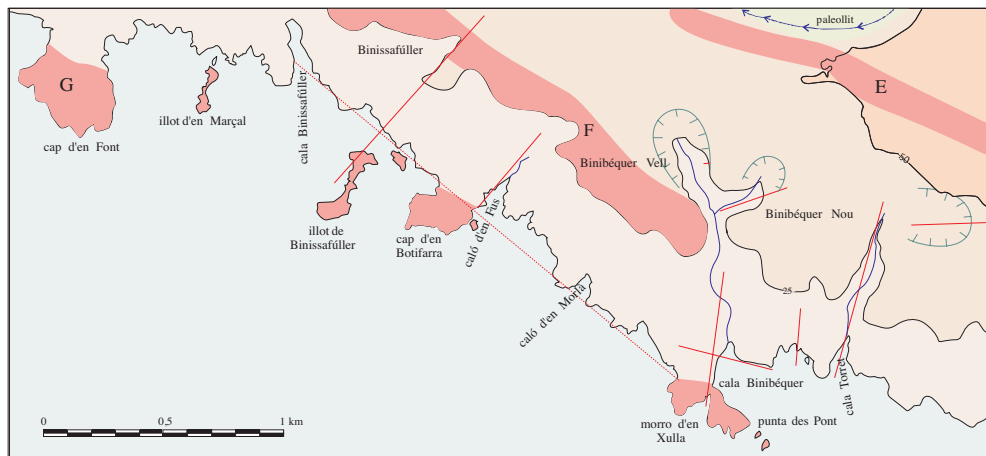 paleollit
Binissafúller
G
E
illot d'en Marçal
cap d'en Font
cala Binissafúller
F
Binibéquer Vell
50
Binibéquer Nou
illot de
Binissafúller
cap d'en
Botifarra
caló d'en Fus
caló d'en Morlà
25
cala Torret
cala Binibéquer
morro d'en
Xulla
punta des Pont
0
0,5
1 km